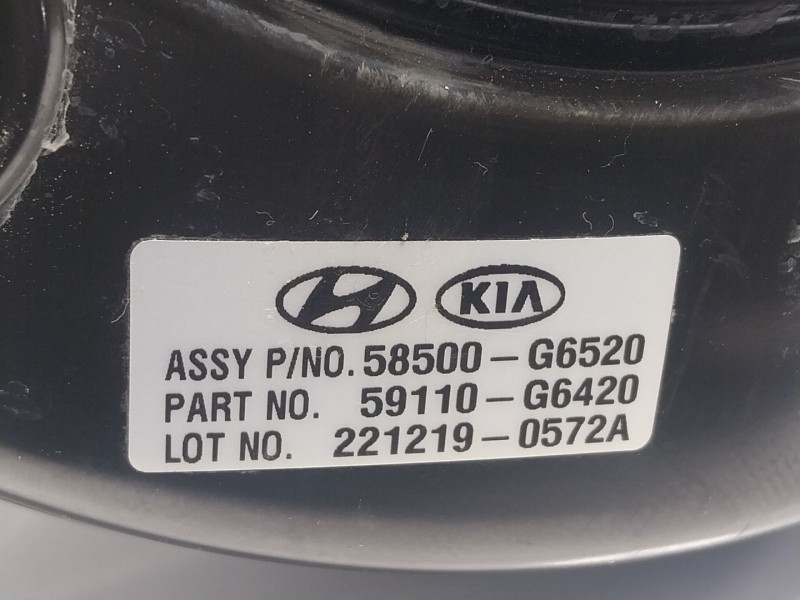 KIA
ASSY P/NO. 58500-G6520
PART NO. 59110-G6420
LOT NO. 221219-0572A